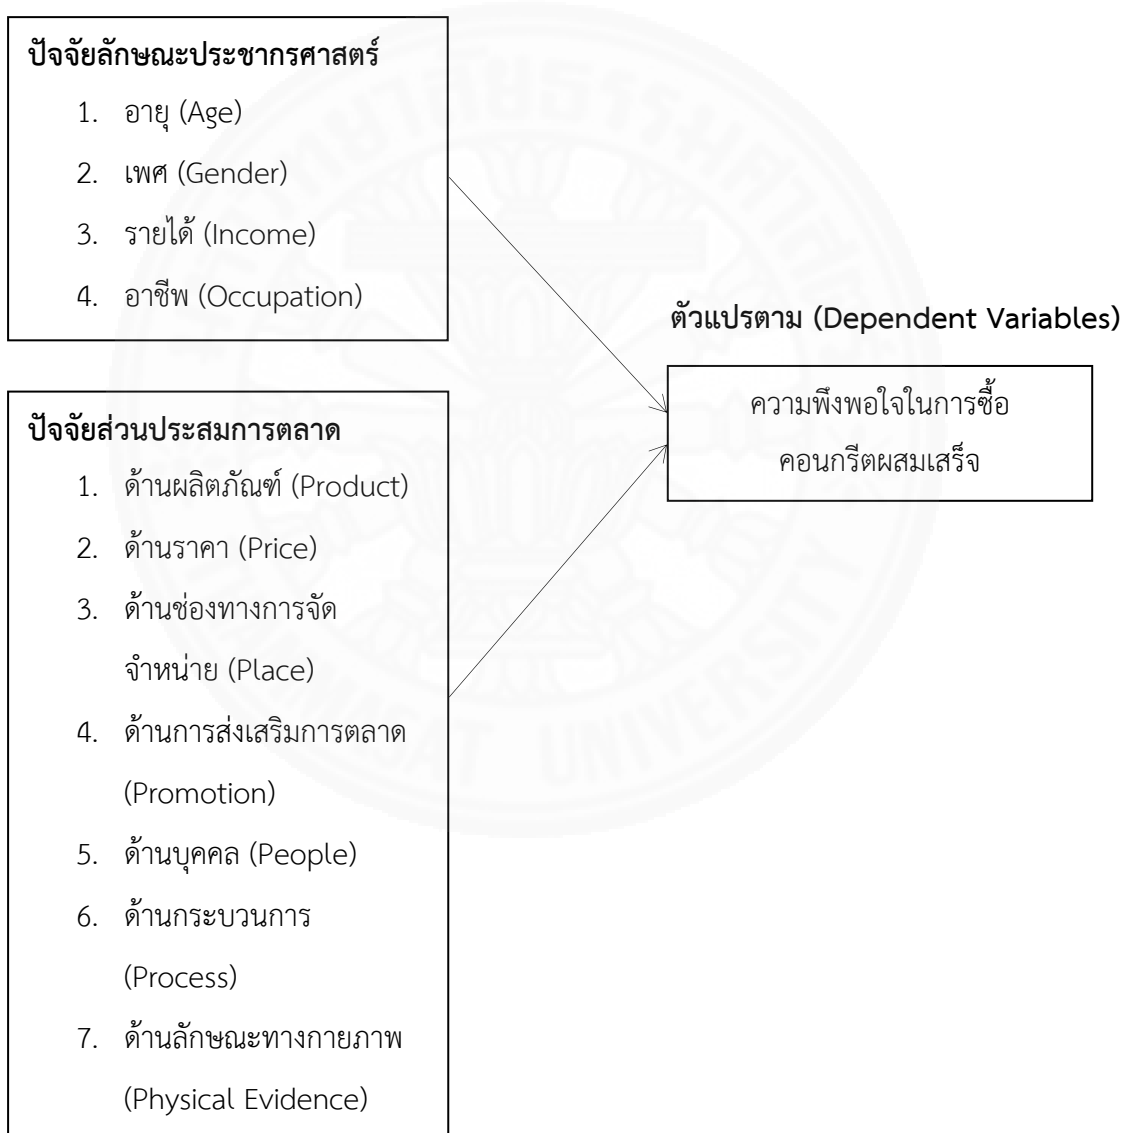 ปัจจัยลักษณะประชากรศาสตร์
1. อายุ (Age)
2. เพศ (Gender)
3. รายได้ (Income)
4. อาชีพ (Occupation)
ตัวแปรตาม (Dependent Variables)
ความพึงพอใจในการซื้อ
คอนกรีตผสมเสร็จ
ปัจจัยส่วนประสมการตลาด
1. ด้านผลิตภัณฑ์ (Product)
2. ด้านราคา (Price)
3. ด้านช่องทางการจัด
จำหน่าย (Place)
4. ด้านการส่งเสริมการตลาด
(Promotion)
5. ด้านบุคคล (People)
6. ด้านกระบวนการ
(Process)
7. ด้านลักษณะทางกายภาพ
(Physical Evidence)